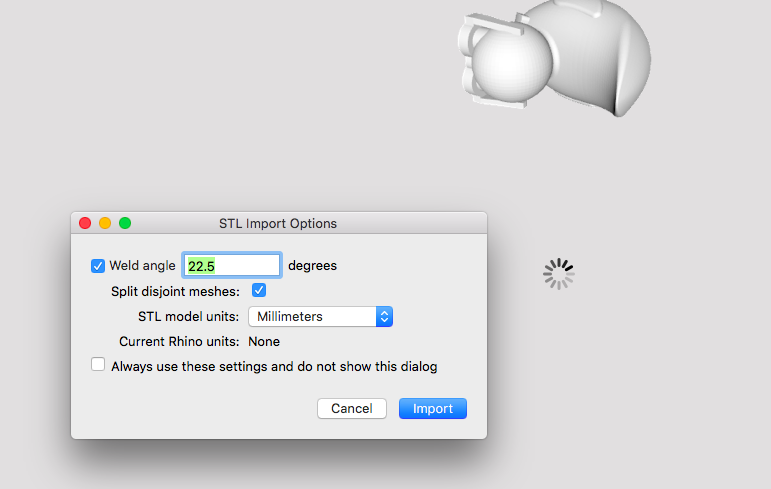 STL Import Options
Weld angle 22.5 degrees
Split disjoint meshes:
STL model units: Millimeters
Current Rhino units: None
Always use these settings and do not show this dialog
Cancel Import